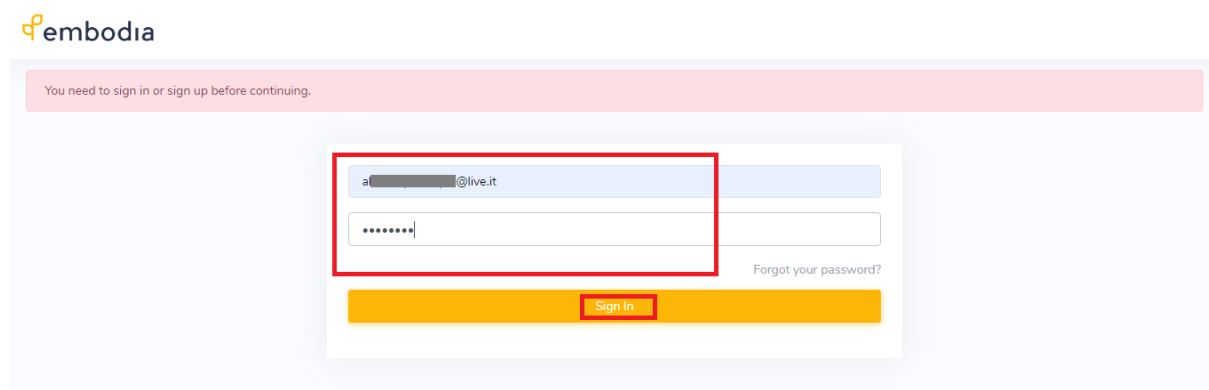 embodia
You need to sign in or sign up before continuing.
@live.it
Forgot your password?
Sign In